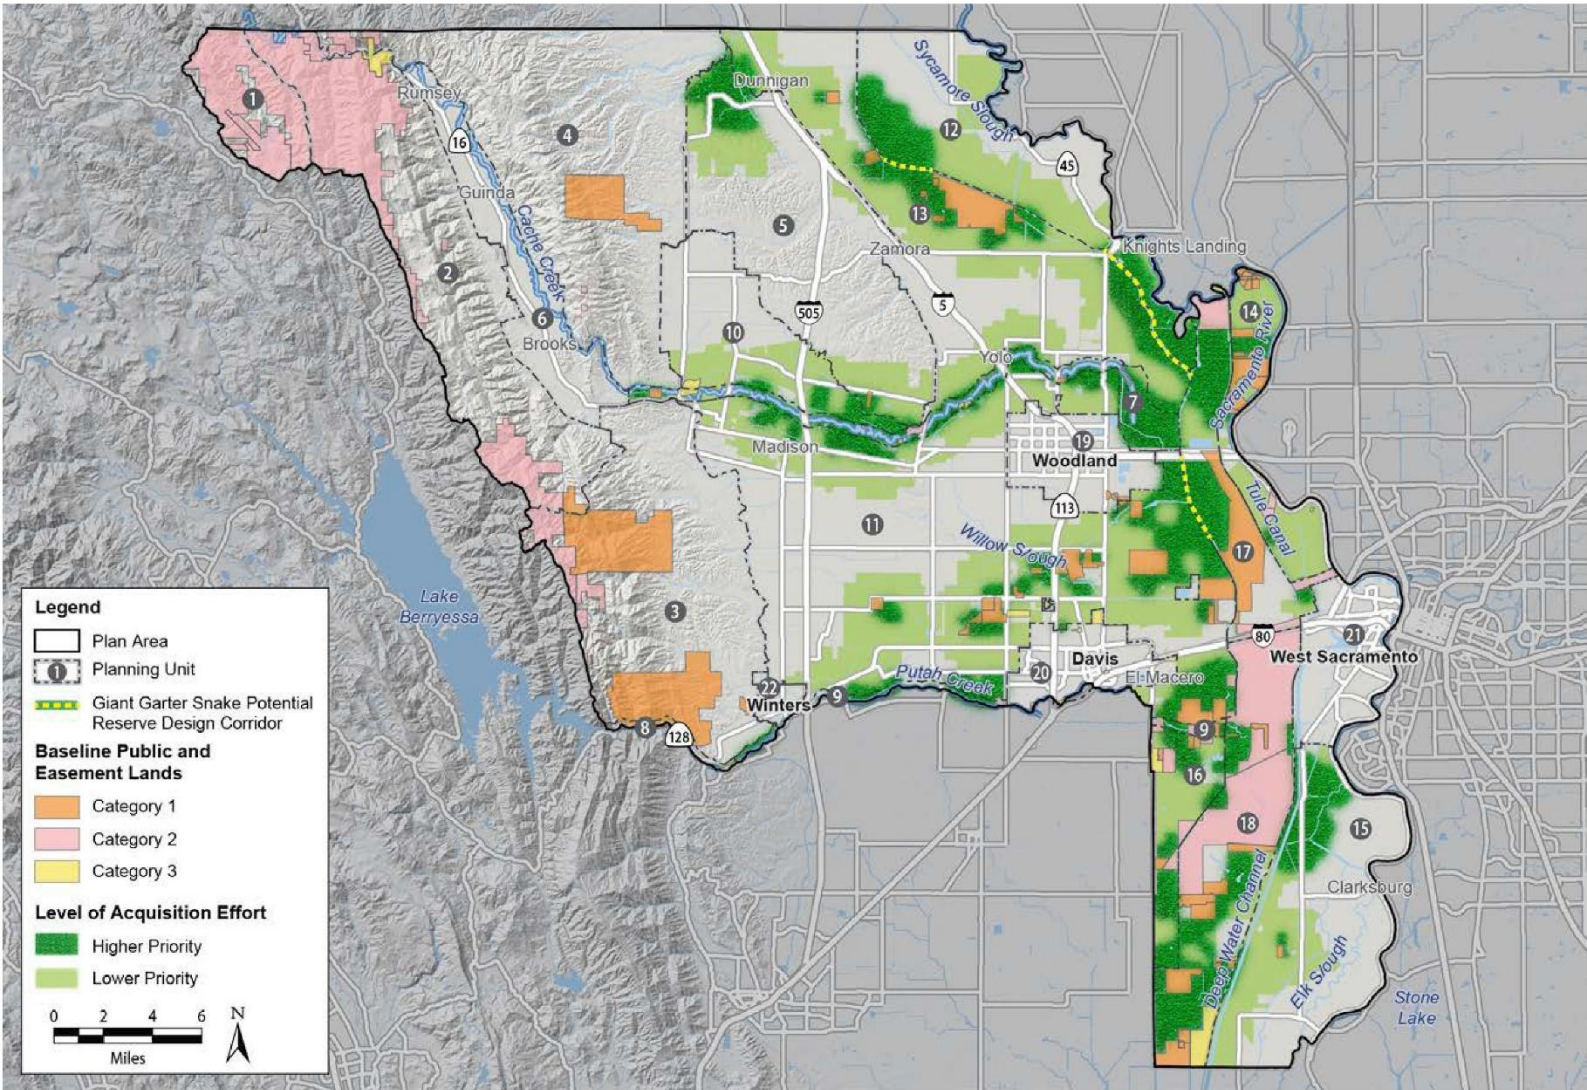 Sycamore Slough
Dunnigan
Rumsey
1
4
12
16
45
Guinda
Cache Creek
5
13
Zamora
Knights Landing
2
6
Brooks
10
505
5
14
Sacramento River
Yolo
7
Madison
19
Woodland
113
Tule Canal
11
Willow Slough
17
Lake
Berryessa
3
80
21
West Sacramento
Davis
20
El Macero
Putah Creek
22
Winters
9
8
128
9
16
18
15
Clarksburg
Deep Water Channel
Elk Slough
Stone
Lake
Legend
Plan Area
1
Planning Unit
Giant Garter Snake Potential
Reserve Design Corridor
Baseline Public and
Easement Lands
Category 1
Category 2
Category 3
Level of Acquisition Effort
Higher Priority
Lower Priority
0 2 4 6
Miles
N